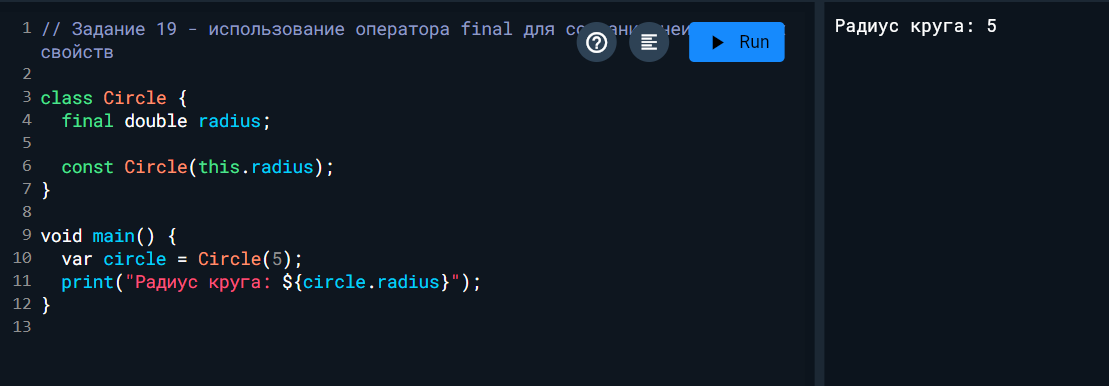 1 // Задание 19 - использование оператора final для
свойств
2
3 class Circle {
4 final double radius;
5
6 const Circle(this.radius);
7 }
8
9 void main() {
10 var circle = Circle(5);
11 print("Радиус круга: ${circle.radius}");
12 }
13
Run
Радиус круга: 5